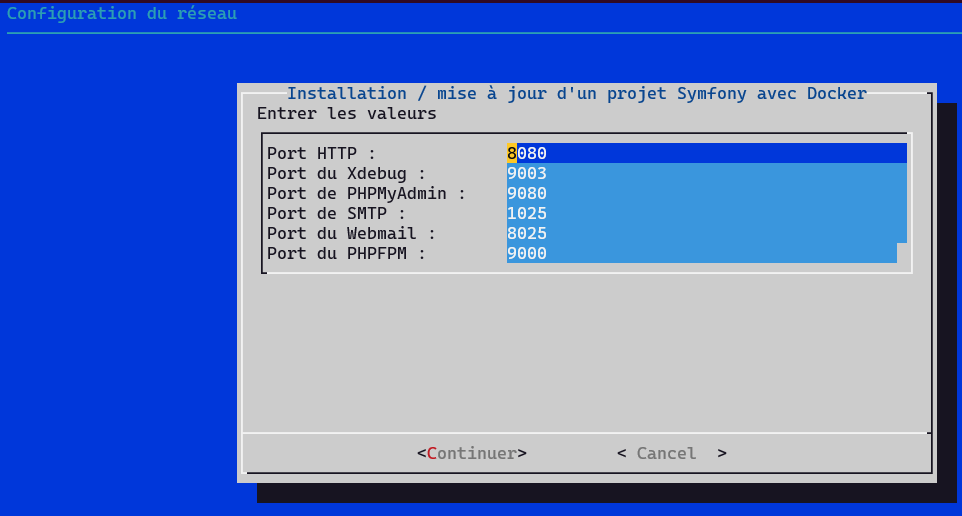 Configuration du réseau
Installation / mise à jour d'un projet Symfony avec Docker
Entrer les valeurs
Port HTTP : 8080
Port du Xdebug : 9003
Port de PHPMyAdmin : 9080
Port de SMTP : 1025
Port du Webmail : 8025
Port du PHPFPM : 9000
<Continuer> < Cancel >